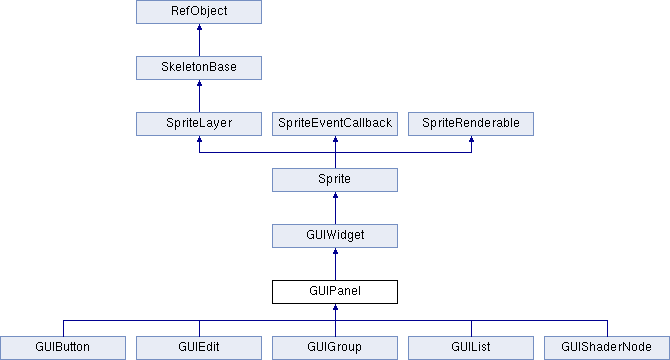 RefObject
SkeletonBase
SpriteLayer
SpriteEventCallback
SpriteRenderable
Sprite
GUIWidget
GUIPanel
GUIButton
GUIEdit
GUIGroup
GUIList
GUIShaderNode